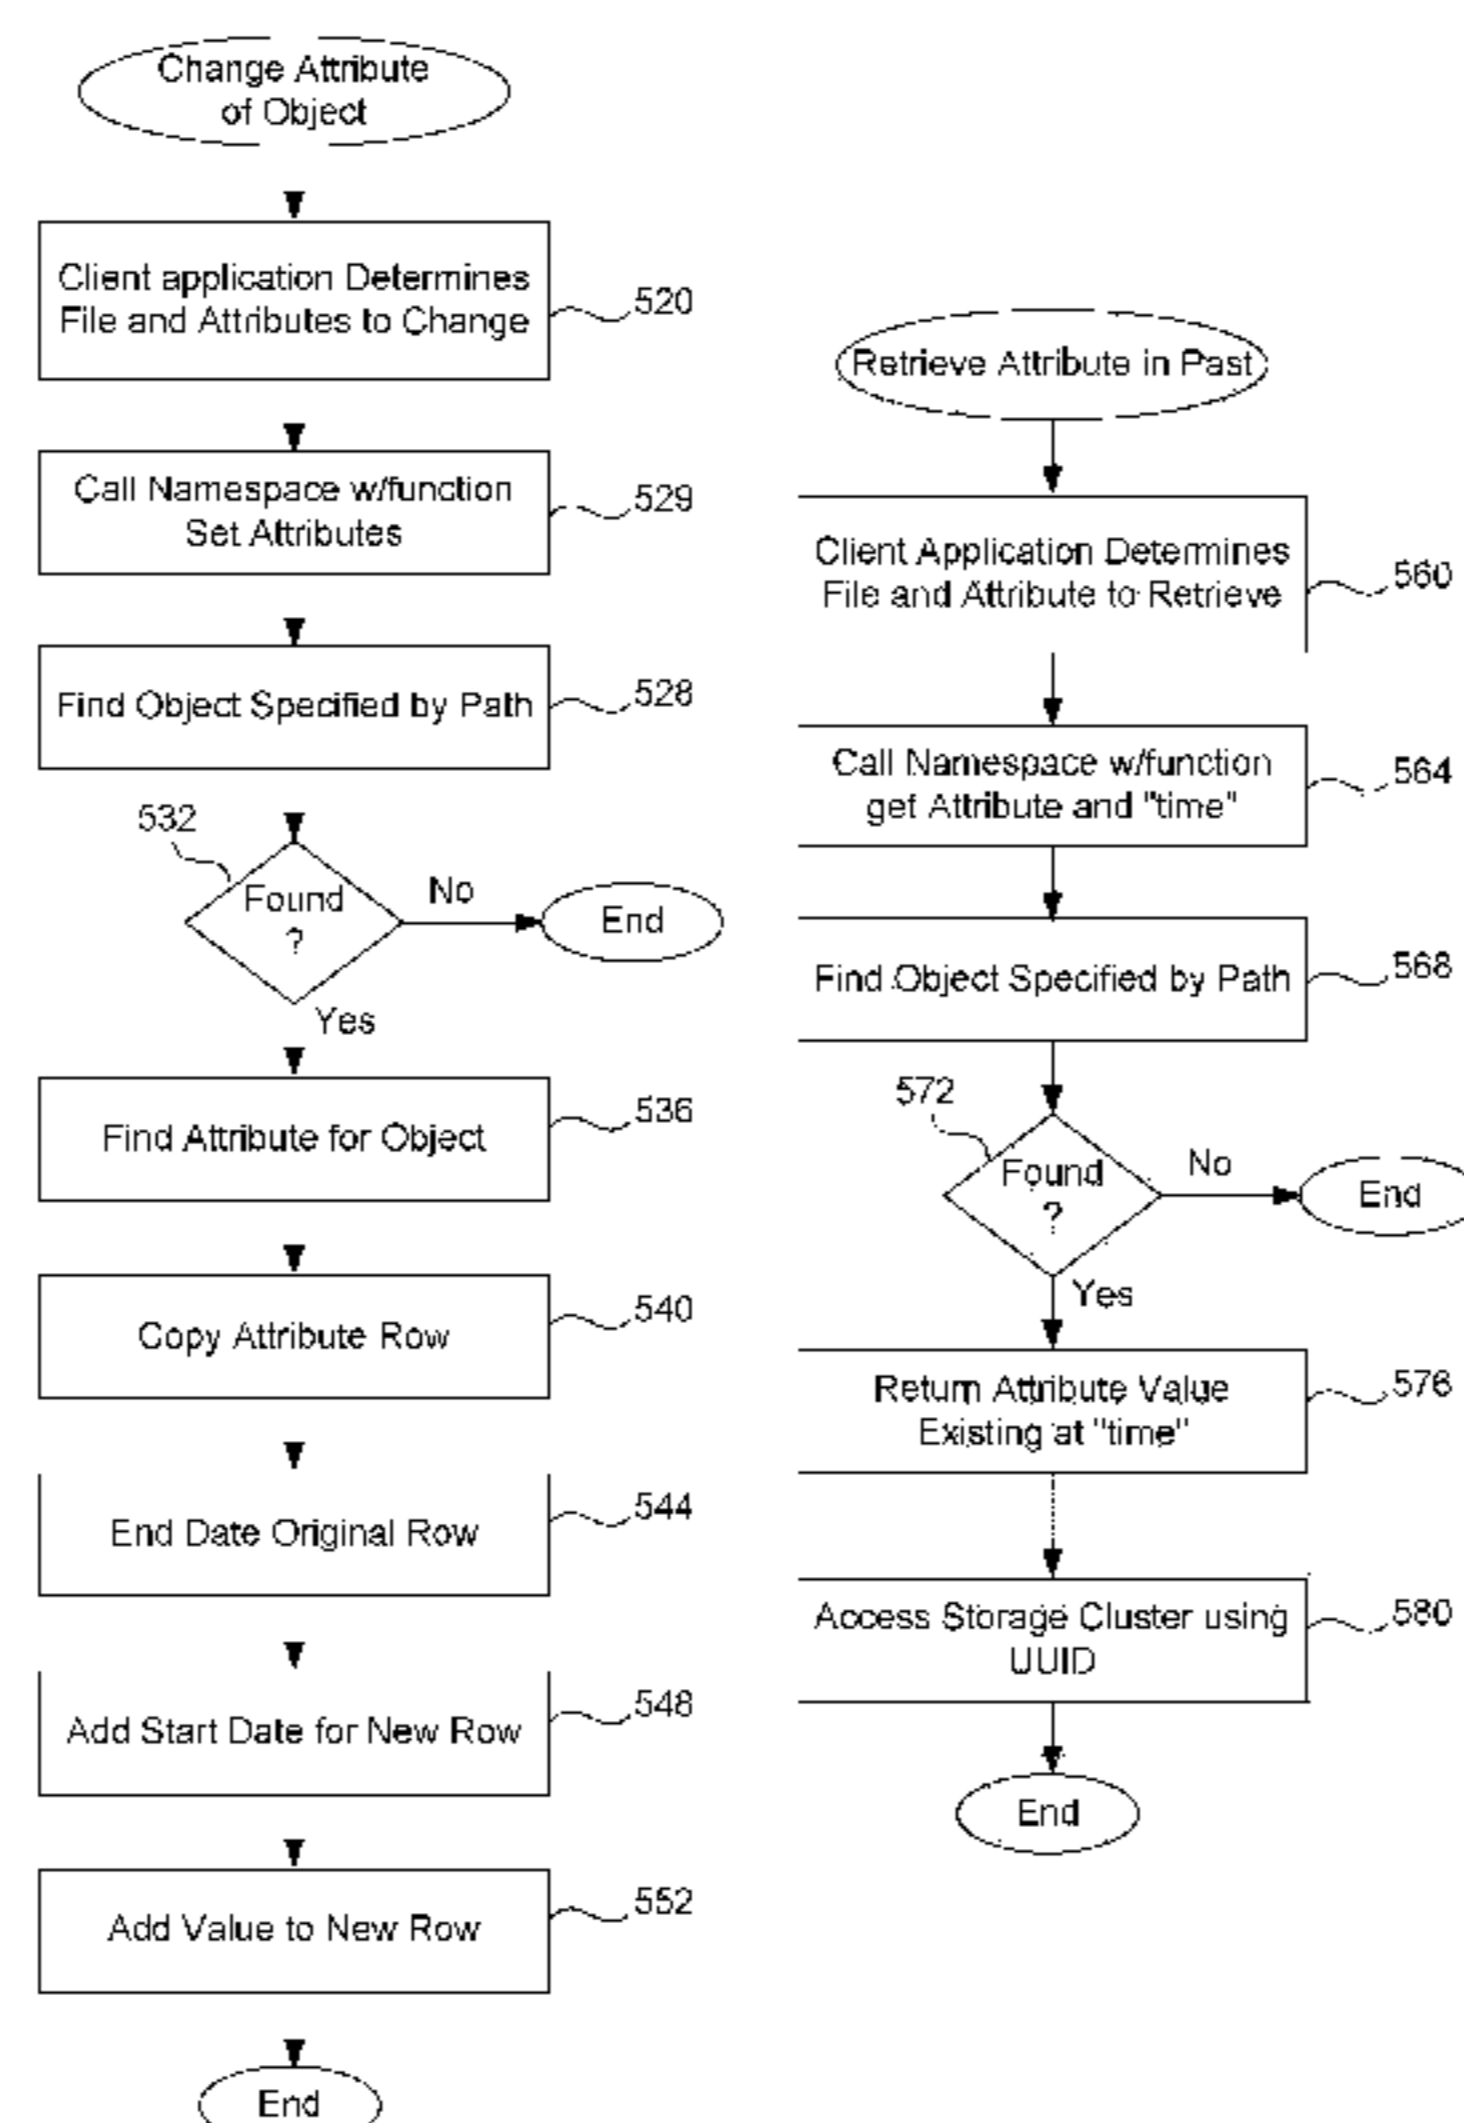 Change Attribute
of Object
Client application Determines
File and Attributes to Change
520
Call Namespace w/function
Set Attributes
529
Find Object Specified by Path
528
532
Found
?
No
End
Yes
Find Attribute for Object
536
Copy Attribute Row
540
End Date Original Row
544
Add Start Date for New Row
548
Add Value to New Row
552
End
Retrieve Attribute in Past
Client Application Determines
File and Attribute to Retrieve
560
Call Namespace w/function
get Attribute and "time"
564
Find Object Specified by Path
568
572
Found
?
No
End
Yes
Return Attribute Value
Existing at "time"
576
Access Storage Cluster using
UUID
580
End